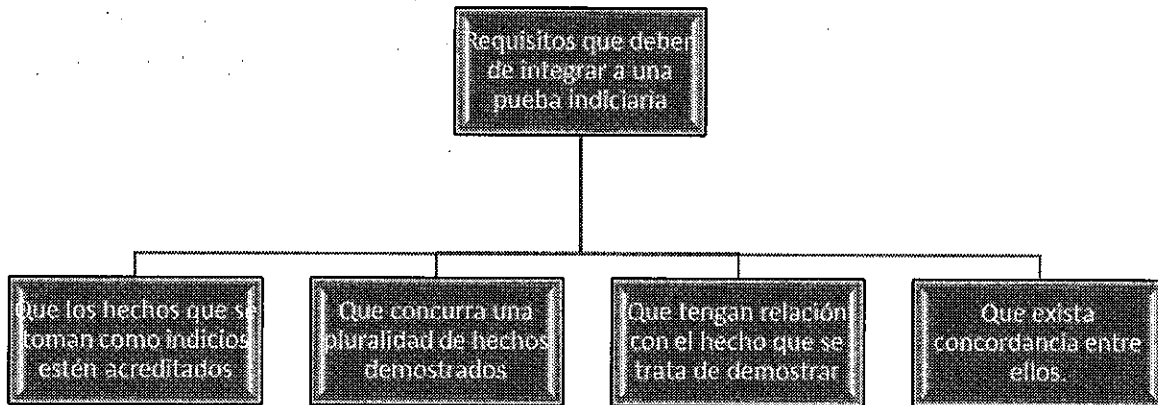 Requisitos que deben
de integrar a una
pueba indiciaria
Que los hechos que se
toman como indicios
estén acreditados
Que concurra una
pluralidad de hechos
demostrados
Que tengan relación
con el hecho que se
trata de demostrar
Que exista
concordancia entre
ellos.